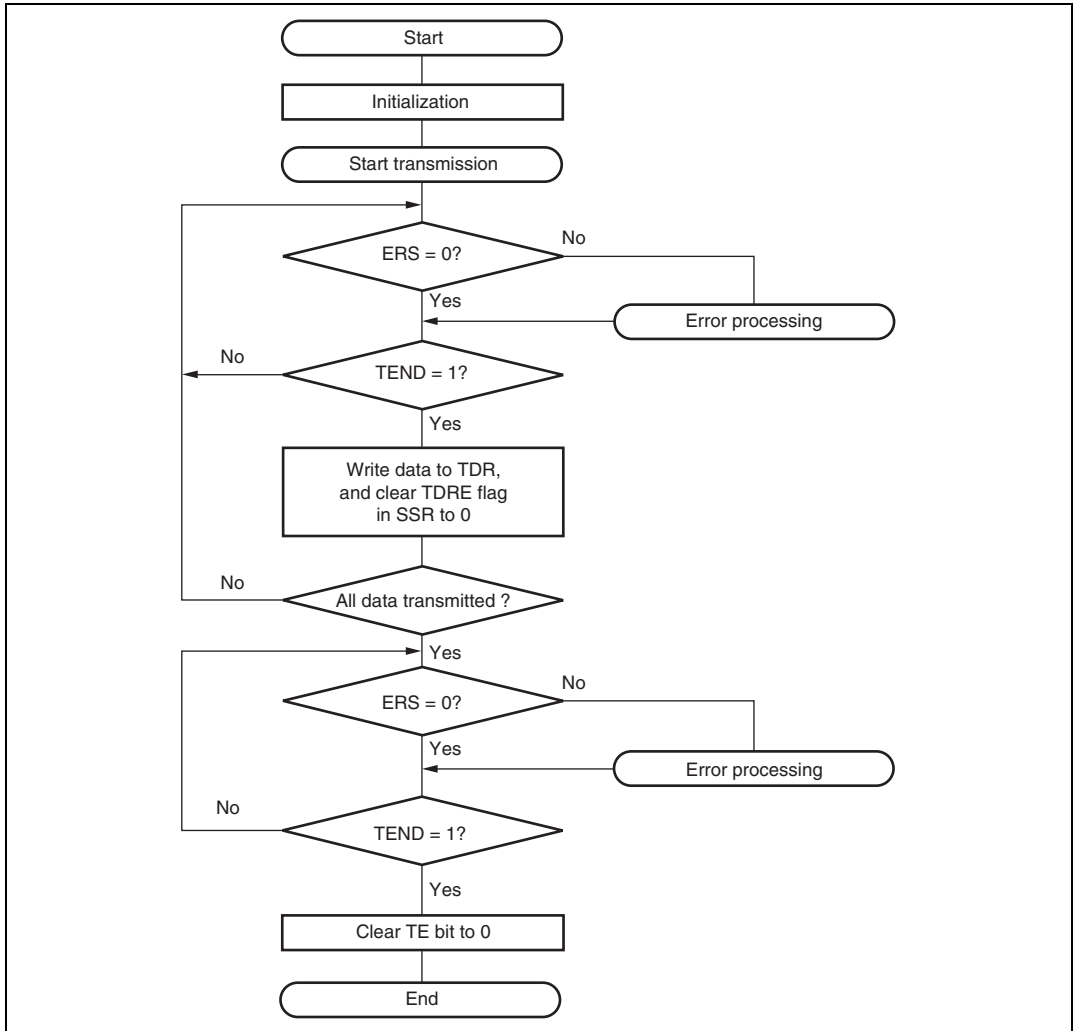 Start
Initialization
Start transmission
ERS = 0?
No
Yes
Error processing
No
TEND = 1?
Yes
Write data to TDR,
and clear TDRE flag
in SSR to 0
No
All data transmitted ?
Yes
No
ERS = 0?
Yes
Error processing
No
TEND = 1?
Yes
Clear TE bit to 0
End